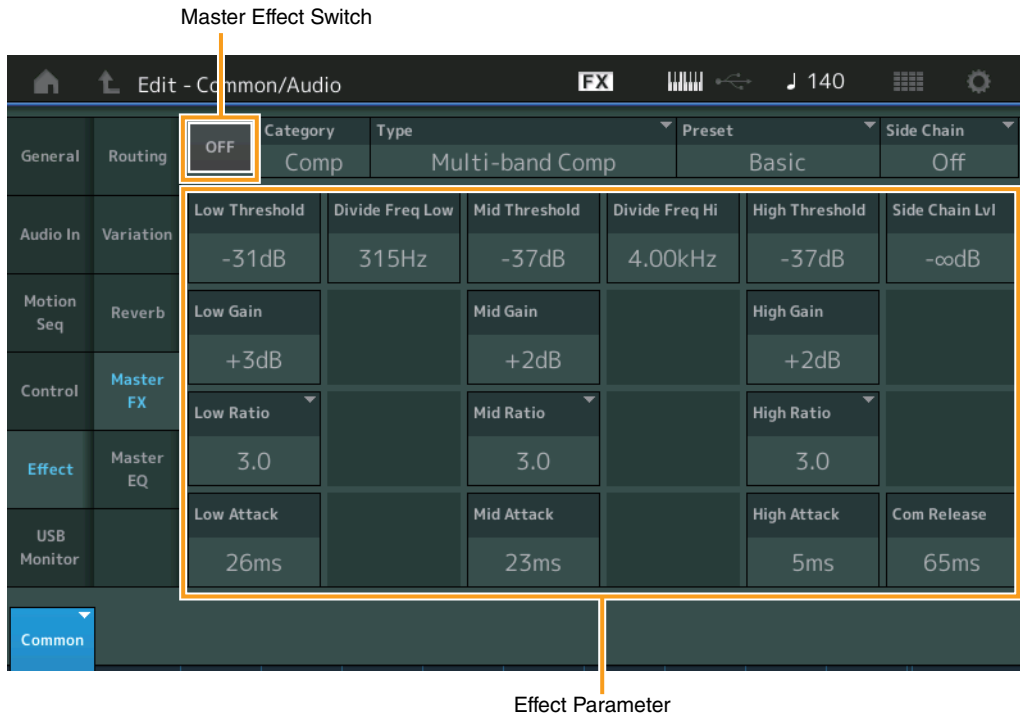 Master Effect Switch
Edit - Common/Audio
FX
♩ 140
General
Routing
OFF
Category
Comp
Type
Multi-band Comp
Preset
Basic
Side Chain
Off
Audio In
Variation
Low Threshold
-31dB
Divide Freq Low
315Hz
Mid Threshold
-37dB
Divide Freq Hi
4.00kHz
High Threshold
-37dB
Side Chain Lvl
-∞dB
Motion
Seq
Reverb
Low Gain
+3dB
Mid Gain
+2dB
High Gain
+2dB
Control
Master
FX
Low Ratio
3.0
Mid Ratio
3.0
High Ratio
3.0
Effect
Master
EQ
Low Attack
26ms
Mid Attack
23ms
High Attack
5ms
Com Release
65ms
USB
Monitor
Common
Effect Parameter